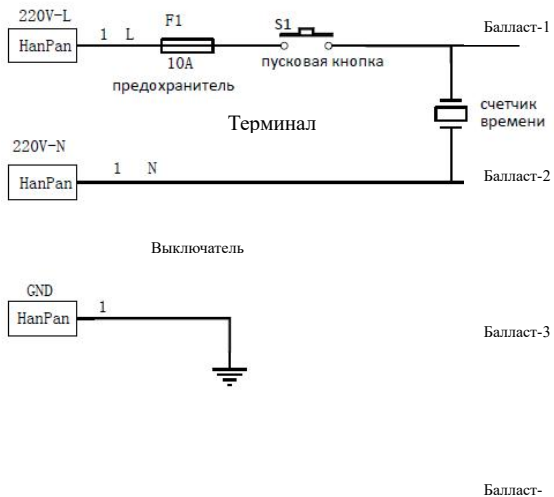 220V-L
F1
S1
Балласт-1
HanPan
1 L
10A
пусковая кнопка
предохранитель
счетчик
времени
Терминал
220V-N
1 N
HanPan
Балласт-2
Выключатель
GND
1
HanPan
Балласт-3
Балласт-